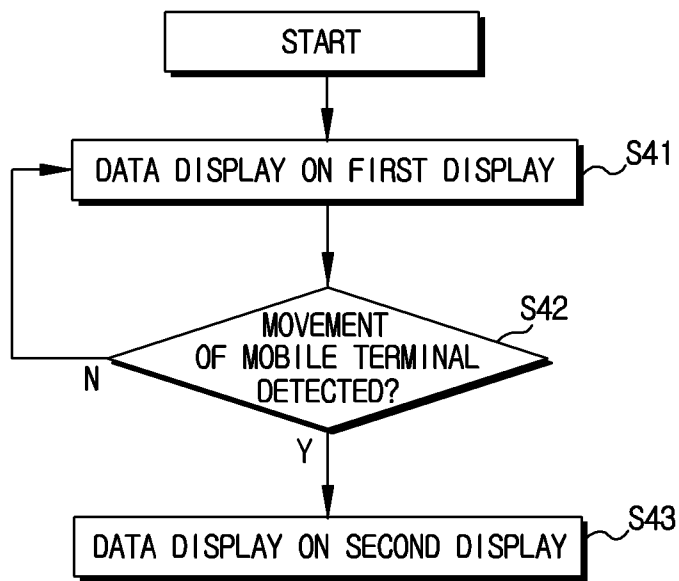 START
DATA DISPLAY ON FIRST DISPLAY
S41
S42
MOVEMENT
OF MOBILE TERMINAL
DETECTED?
N
Y
S43
DATA DISPLAY ON SECOND DISPLAY